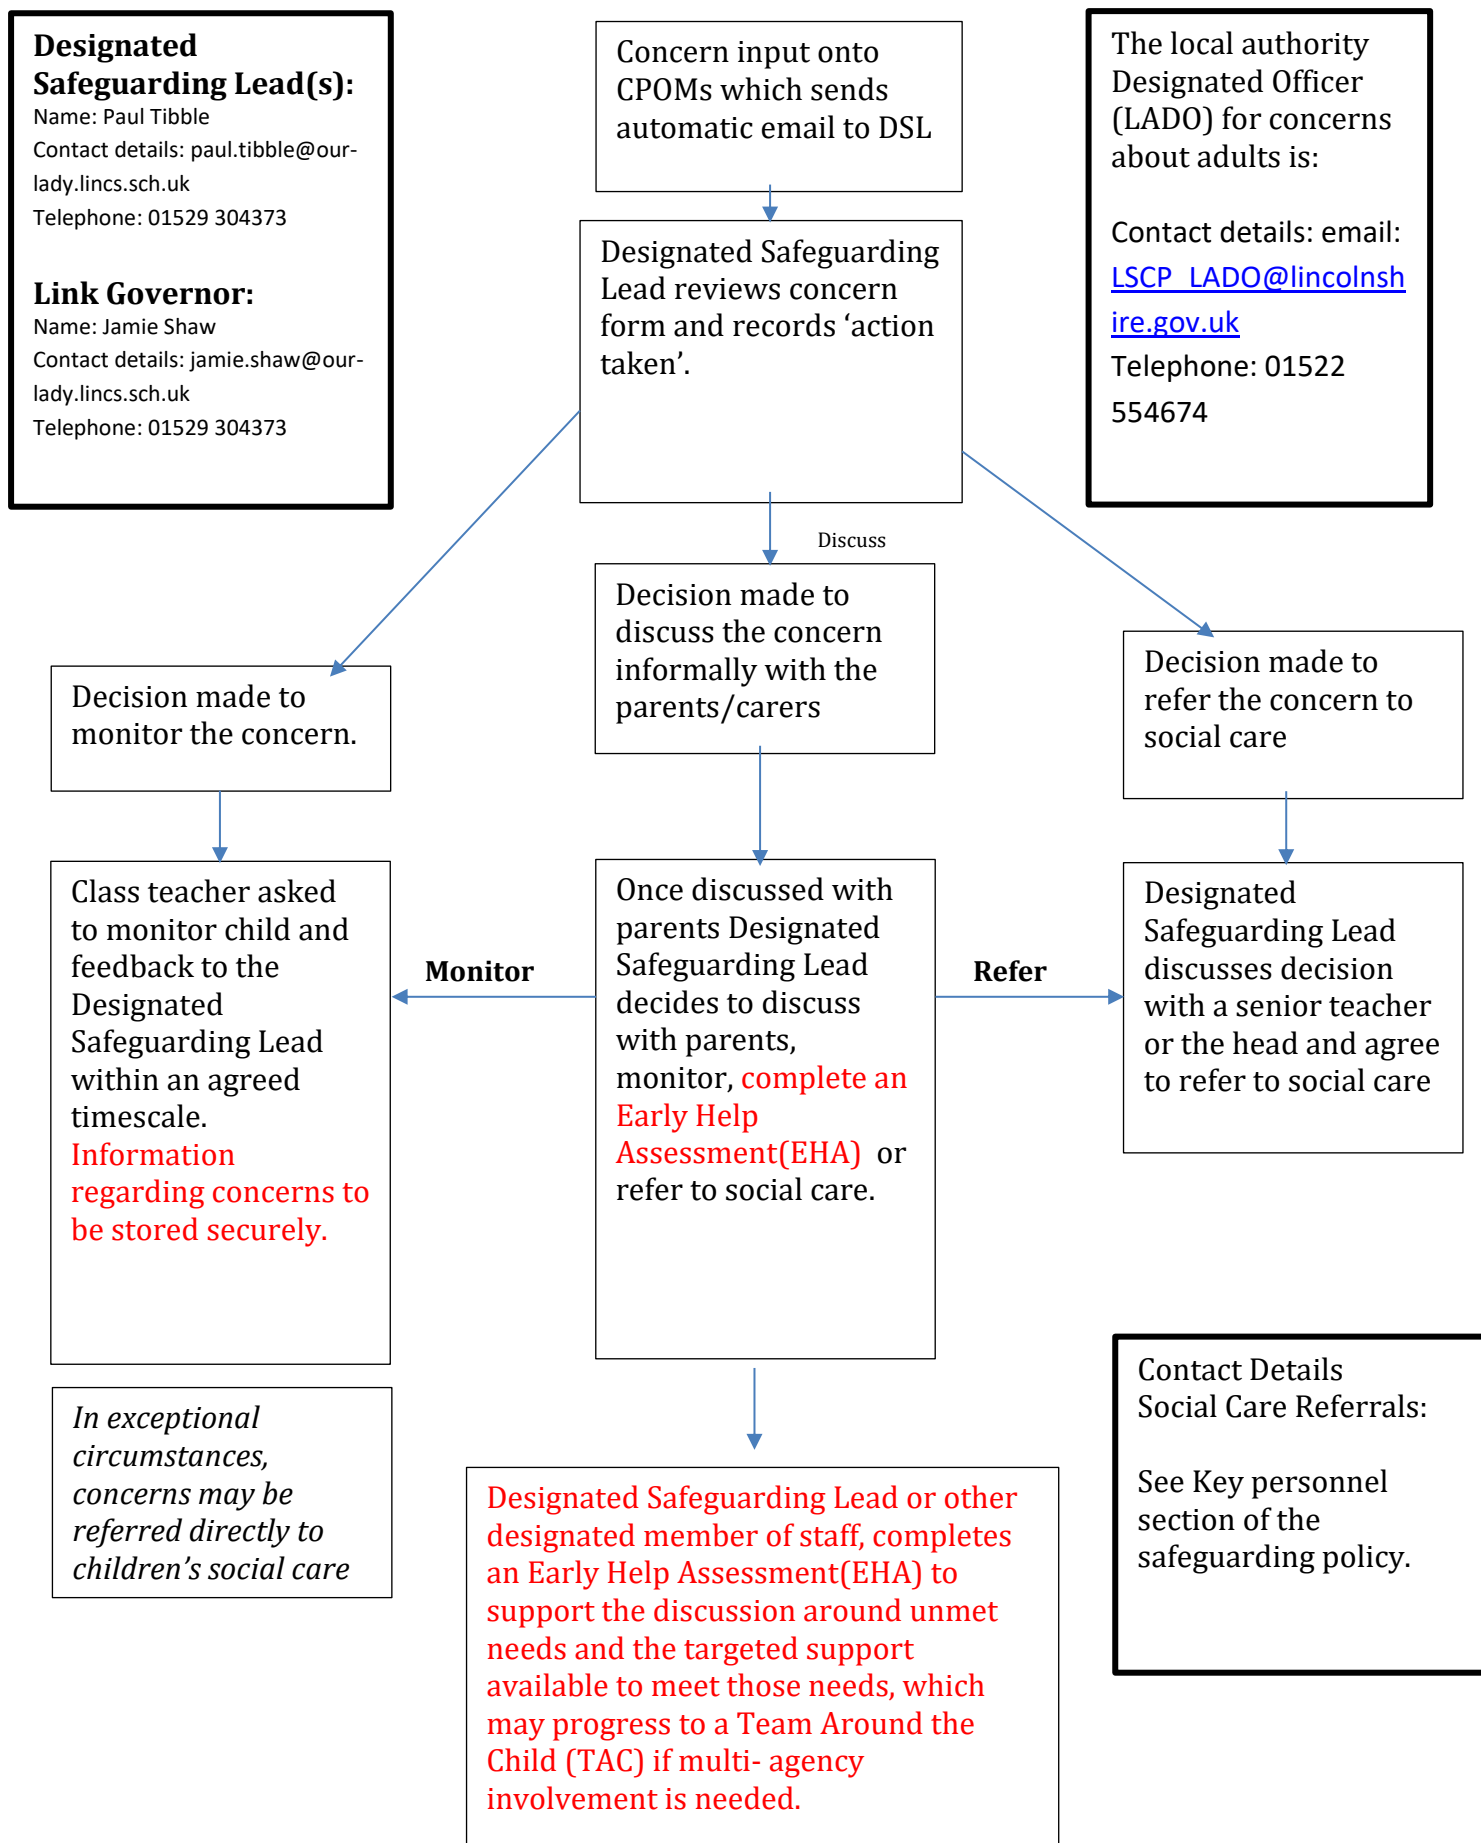 Designated
Safeguarding Lead(s):
Name: Paul Tibble
Contact details: paul.tibble@our-
lady.lincs.sch.uk
Telephone: 01529 304373
Link Governor:
Name: Jamie Shaw
Contact details: jamie.shaw@our-
lady.lincs.sch.uk
Telephone: 01529 304373
Concern input onto
CPOMs which sends
automatic email to DSL
The local authority
Designated Officer
(LADO) for concerns
about adults is:
Contact details: email:
LSCP_LADO@lincolnsh
ire.gov.uk
Telephone: 01522
554674
Designated Safeguarding
Lead reviews concern
form and records ‘action
taken’.
Discuss
Decision made to
monitor the concern.
Decision made to
discuss the concern
informally with the
parents/carers
Decision made to
refer the concern to
social care
Class teacher asked
to monitor child and
feedback to the
Designated
Safeguarding Lead
within an agreed
timescale.
Information
regarding concerns to
be stored securely.
Monitor
Once discussed with
parents Designated
Safeguarding Lead
decides to discuss
with parents,
monitor, complete an
Early Help
Assessment(EHA)  or
refer to social care.
Refer
Designated
Safeguarding Lead
discusses decision
with a senior teacher
or the head and agree
to refer to social care
In exceptional
circumstances,
concerns may be
referred directly to
children’s social care
Designated Safeguarding Lead or other
designated member of staff, completes
an Early Help Assessment(EHA) to
support the discussion around unmet
needs and the targeted support
available to meet those needs, which
may progress to a Team Around the
Child (TAC) if multi- agency
involvement is needed.
Contact Details
Social Care Referrals:
See Key personnel
section of the
safeguarding policy.